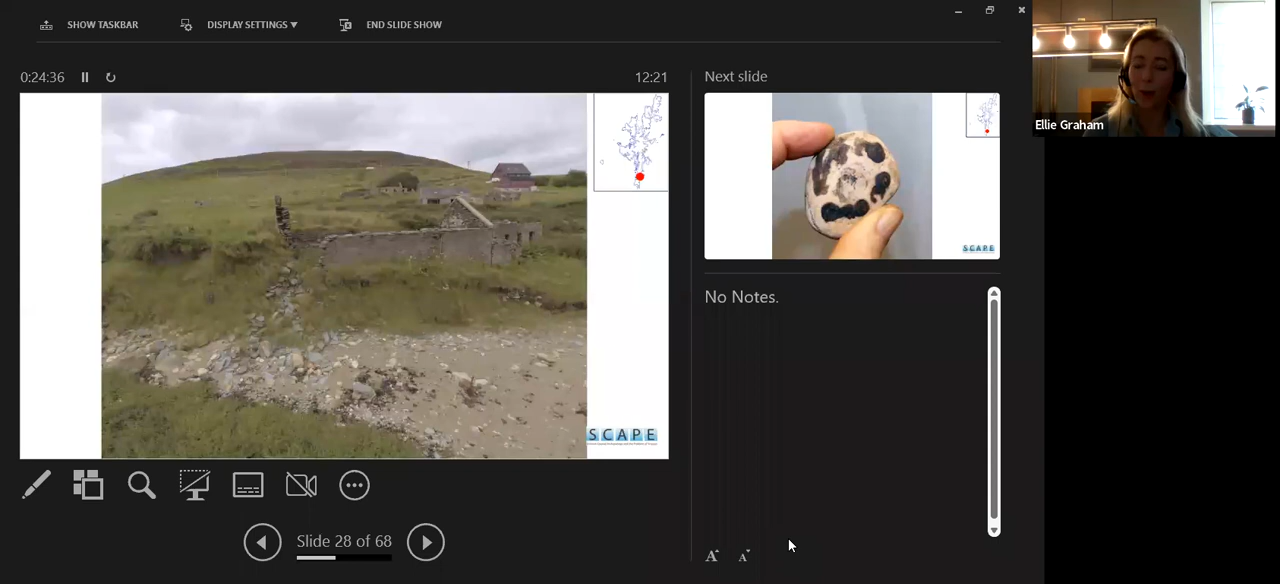 SHOW TASKBAR
DISPLAY SETTINGS
END SLIDE SHOW
0:24:36
12:21
Next slide
Ellie Graham
SCAPE
SCAPE
No Notes.
Slide 28 of 68
A A